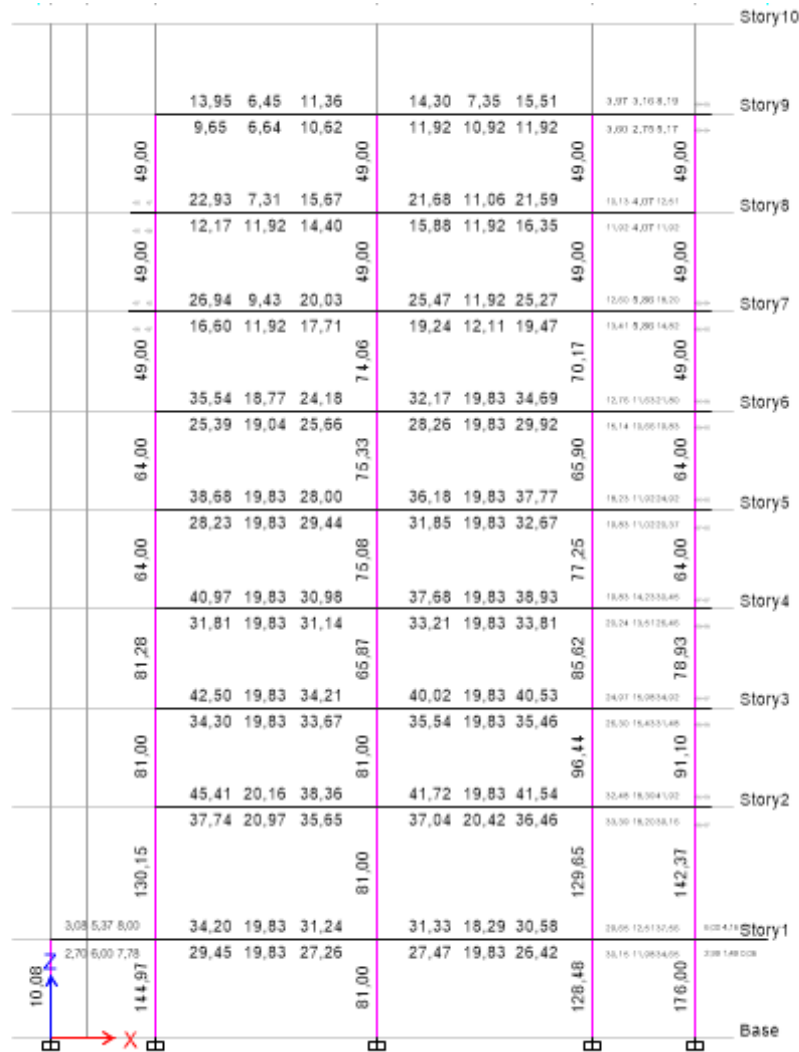 Story10
13,95 6,45 11,36 14,30 7,35 15,51
Story9
9,65 6,64 10,62 11,92 10,92 11,92
49,00 49,00 49,00 49,00
22,93 7,31 15,67 21,68 11,06 21,59
Story8
12,17 11,92 14,40 15,88 11,92 16,35
49,00 49,00 49,00 49,00
26,94 9,43 20,03 25,47 11,92 25,27
Story7
16,60 11,92 17,71 19,24 12,11 19,47
49,00 74,06 70,17 49,00
35,54 18,77 24,18 32,17 19,83 34,69
Story6
25,39 19,04 25,66 28,26 19,83 29,92
64,00 75,33 65,90 64,00
38,68 19,83 28,00 36,18 19,83 37,77
Story5
28,23 19,83 29,44 31,85 19,83 32,67
64,00 75,08 77,25 64,00
40,97 19,83 30,98 37,68 19,83 38,93
Story4
31,81 19,83 31,14 33,21 19,83 33,81
81,28 65,87 85,62 78,93
42,50 19,83 34,21 40,02 19,83 40,53
Story3
34,30 19,83 33,67 35,54 19,83 35,46
81,00 81,00 96,44 91,10
45,41 20,16 38,36 41,72 19,83 41,54
Story2
37,74 20,97 35,65 37,04 20,42 36,46
130,15 81,00 129,65 142,37
3,08 5,37 8,00 34,20 19,83 31,24 31,33 18,29 30,58
Story1
2,70 6,00 7,78 29,45 19,83 27,26 27,47 19,83 26,42
Z
10,08 144,97 81,00 128,48 176,00
X
Base